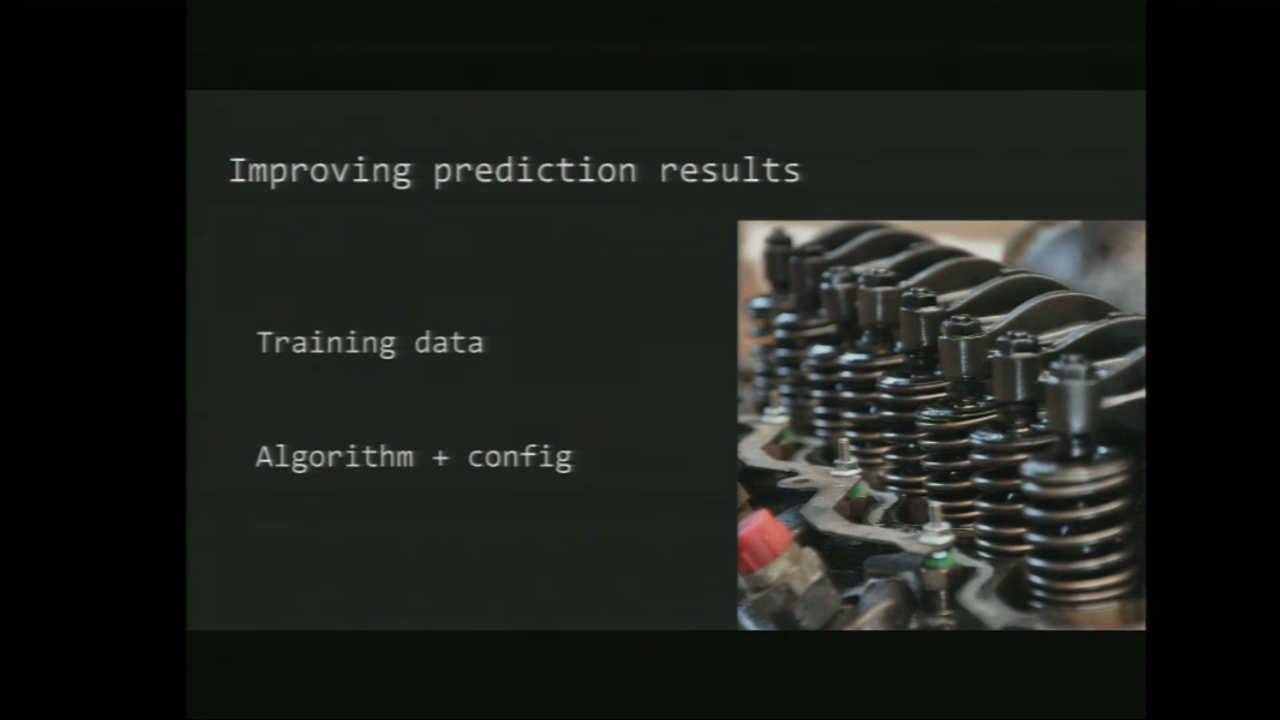 Improving prediction results
Training data
Algorithm + config